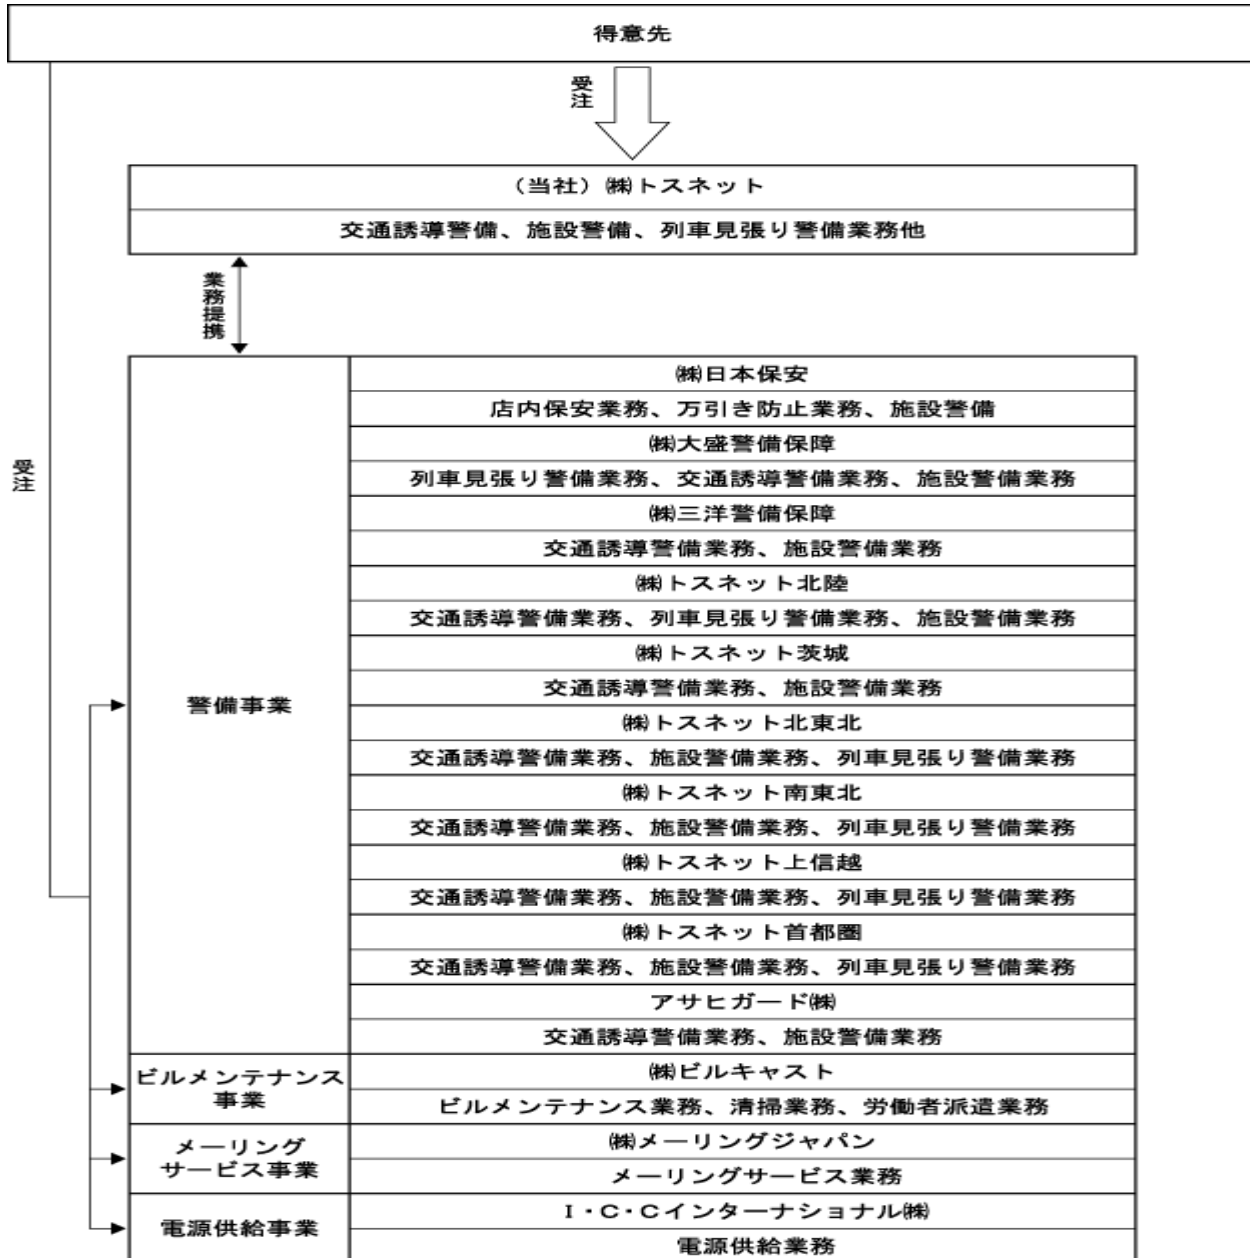 得意先
受注
（当社）㈱トスネット
交通誘導警備、施設警備、列車見張り警備業務他
業務提携
受注
警備事業
㈱日本保安
店内保安業務、万引き防止業務、施設警備
㈱大盛警備保障
列車見張り警備業務、交通誘導警備業務、施設警備業務
㈱三洋警備保障
交通誘導警備業務、施設警備業務
㈱トスネット北陸
交通誘導警備業務、列車見張り警備業務、施設警備業務
㈱トスネット茨城
交通誘導警備業務、施設警備業務
㈱トスネット北東北
交通誘導警備業務、施設警備業務、列車見張り警備業務
㈱トスネット南東北
交通誘導警備業務、施設警備業務、列車見張り警備業務
㈱トスネット上信越
交通誘導警備業務、施設警備業務、列車見張り警備業務
㈱トスネット首都圏
交通誘導警備業務、施設警備業務、列車見張り警備業務
アサヒガード㈱
交通誘導警備業務、施設警備業務
ビルメンテナンス
事業
㈱ビルキャスト
ビルメンテナンス業務、清掃業務、労働者派遣業務
メーリング
サービス事業
㈱メーリングジャパン
メーリングサービス業務
電源供給事業
Ｉ・Ｃ・Ｃインターナショナル㈱
電源供給業務